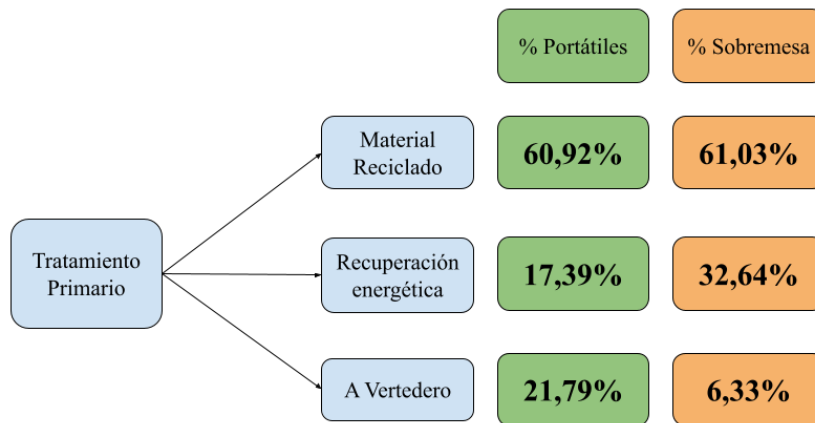 % Portátiles
% Sobremesa
Material
Reciclado
60,92%
61,03%
Tratamiento
Primario
Recuperación
energética
17,39%
32,64%
A Vertedero
21,79%
6,33%